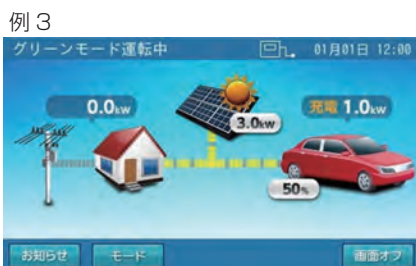 例３
グリーンモード運転中 01月01日 12:00
0.0kw
3.0kw
充電 1.0kw
50%
お知らせ モード 画面オフ